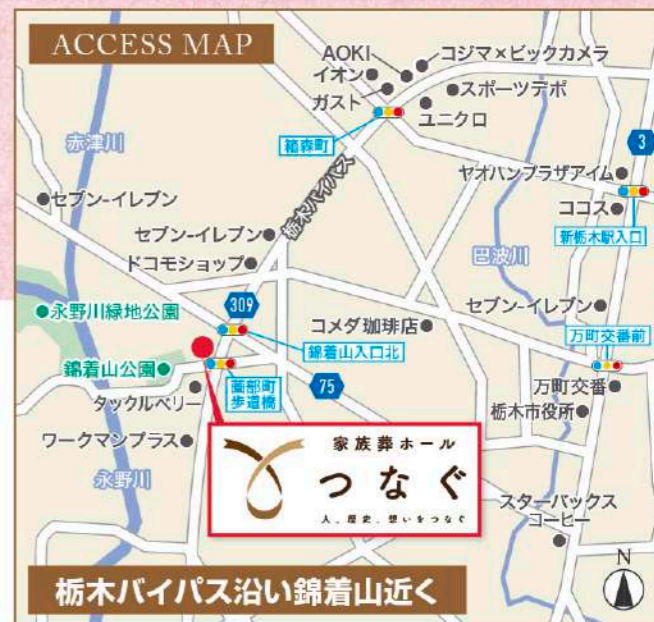 ACCESS MAP
AOKI
コジマ×ビックカメラ
イオン
ガスト
スポーツデポ
ユニクロ
箱森町
3
赤津川
ヤオハンプラザアイム
セブン-イレブン
栃木バイパス
ココス
新栃木駅入口
セブン-イレブン
巴波川
ドコモショップ
309
セブン-イレブン
永野川緑地公園
コメダ珈琲店
錦着山入口北
万町交番前
錦着山公園
75
薗部町
歩道橋
万町交番
タックルベリー
栃木市役所
ワークマンプラス
家族葬ホール
つなぐ
人、歴史、想いをつなぐ
永野川
スターバックス
コーヒー
N
栃木バイパス沿い錦着山近く